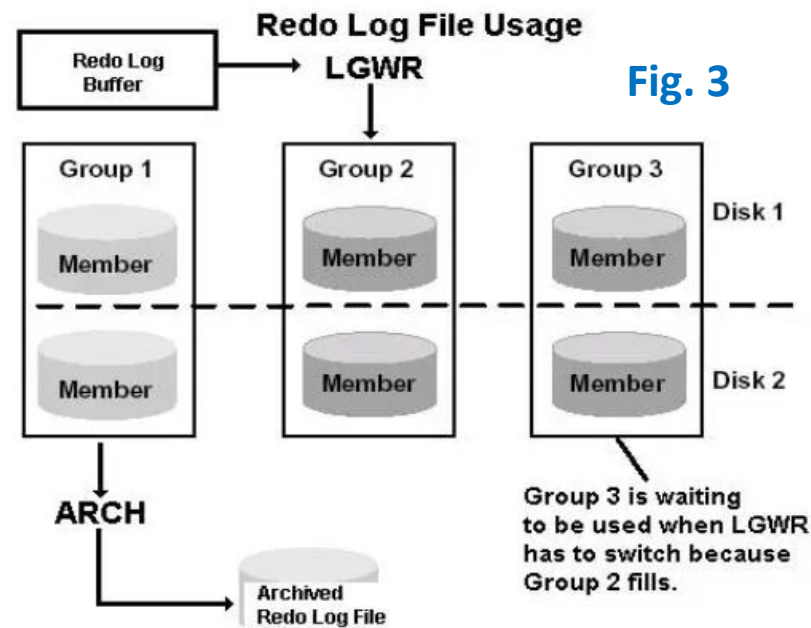 Redo Log File Usage
Redo Log
Buffer
LGWR
Fig. 3
Group 1
Group 2
Group 3
Disk 1
Member
Member
Member
Member
Member
Member
Disk 2
ARCH
Group 3 is waiting
to be used when LGWR
has to switch because
Group 2 fills.
Archived
Redo Log File